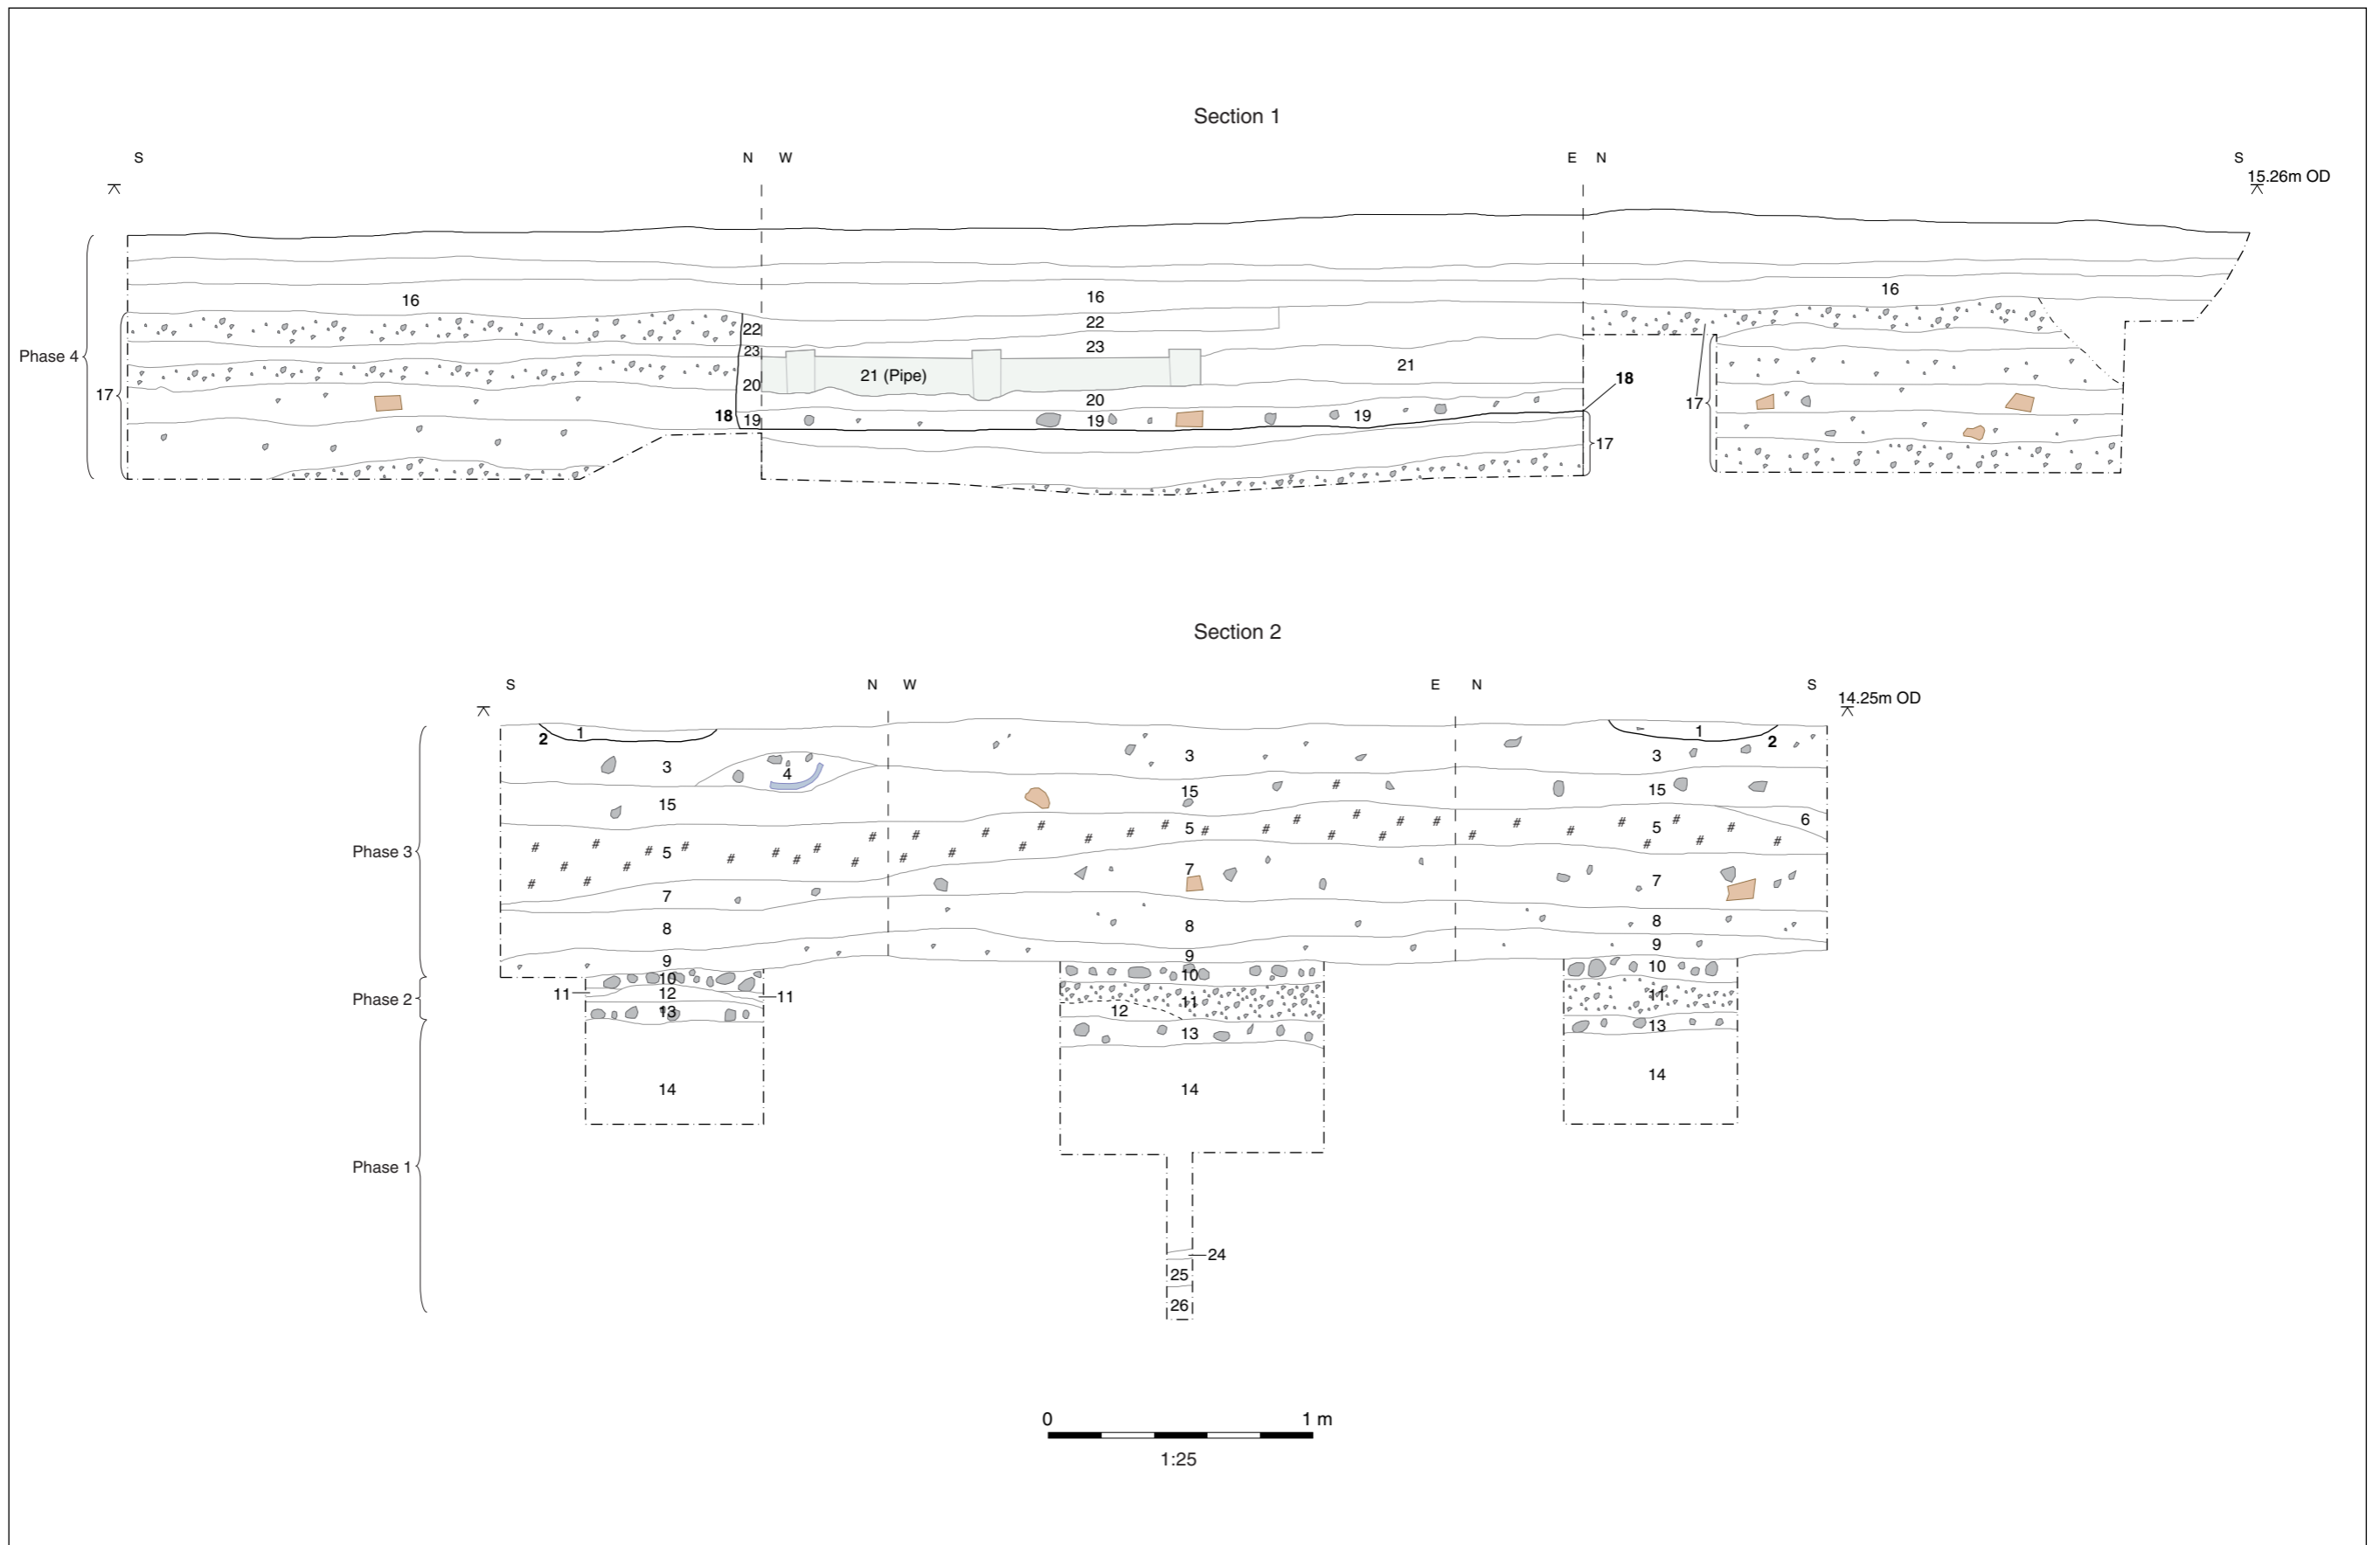 Section 1
S N W E N S
15.26m OD
16 16 16
22 22
23 23
Phase 4
21 (Pipe) 21
20 20
17 18 17
18 19 19 19
17
Section 2
S N W E N S
14.25m OD
2 1 1 2
3 4 3 3
15 15 15
5 5 5 6
Phase 3
7 7 7
8 8 8
9 9 9
10 10 10
Phase 2
11 12 11 11 11
13 12 13 13
14 14 14
Phase 1
24
25
26
0 1 m
1:25